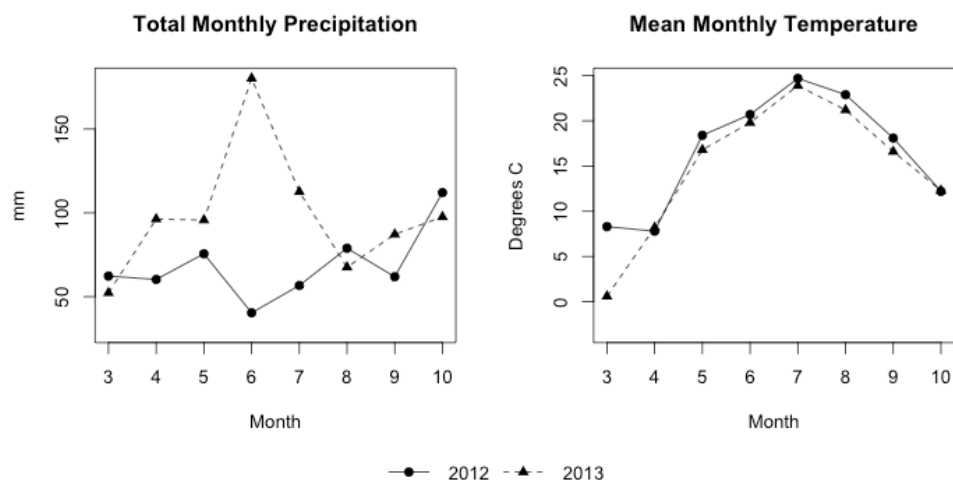 Total Monthly Precipitation
mm
150
100
50
3 4 5 6 7 8 9 10
Month
Mean Monthly Temperature
Degrees C
25
20
15
10
5
0
3 4 5 6 7 8 9 10
Month
2012 2013